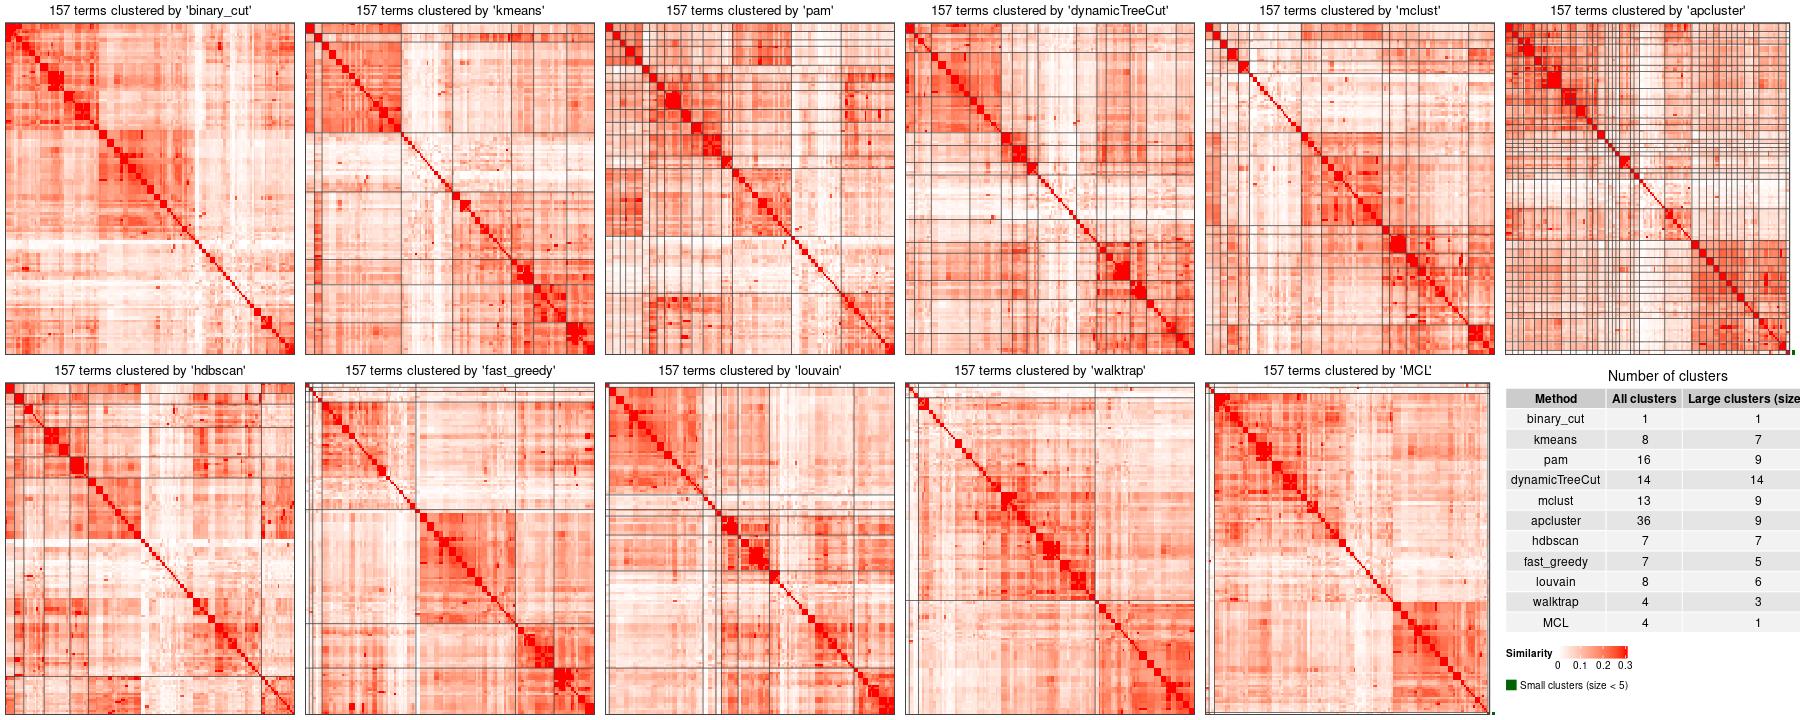 157 terms clustered by 'binary_cut'
157 terms clustered by 'kmeans'
157 terms clustered by 'pam'
157 terms clustered by 'dynamicTreeCut'
157 terms clustered by 'mclust'
157 terms clustered by 'apcluster'
157 terms clustered by 'hdbscan'
157 terms clustered by 'fast_greedy'
157 terms clustered by 'louvain'
157 terms clustered by 'walktrap'
157 terms clustered by 'MCL'
Number of clusters
Method All clusters Large clusters (size
binary_cut 1 1
kmeans 8 7
pam 16 9
dynamicTreeCut 14 14
mclust 13 9
apcluster 36 9
hdbscan 7 7
fast_greedy 7 5
louvain 8 6
walktrap 4 3
MCL 4 1
Similarity
0 0.1 0.2 0.3
Small clusters (size < 5)